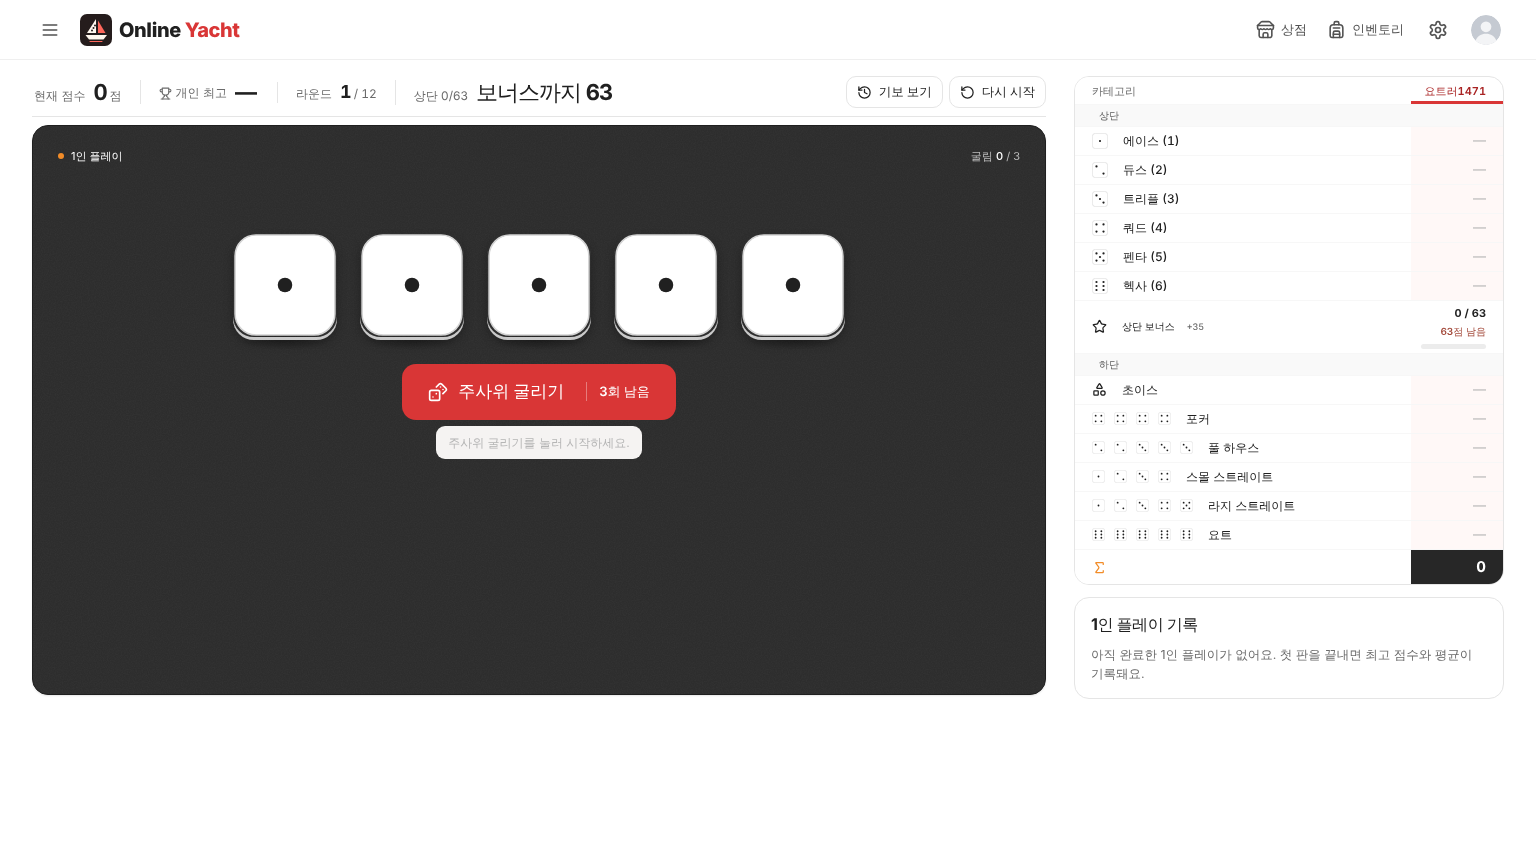 Online Yacht
상점
인벤토리
현재 점수 0점
개인 최고 —
라운드 1 / 12
상단 0/63 보너스까지 63
기보 보기
다시 시작
1인 플레이
굴림 0 / 3
주사위 굴리기
3회 남음
주사위 굴리기를 눌러 시작하세요.
카테고리
요트러1471
상단
에이스 (1) —
듀스 (2) —
트리플 (3) —
쿼드 (4) —
펜타 (5) —
헥사 (6) —
상단 보너스 +35
0 / 63
63점 남음
하단
초이스 —
포커 —
풀 하우스 —
스몰 스트레이트 —
라지 스트레이트 —
요트 —
Σ 0
1인 플레이 기록
아직 완료한 1인 플레이가 없어요. 첫 판을 끝내면 최고 점수와 평균이
기록돼요.